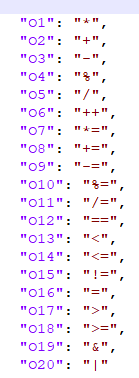 "O1": "*",
"O2": "+",
"O3": "-",
"O4": "%",
"O5": "/",
"O6": "++",
"O7": "*=",
"O8": "+=",
"O9": "-=",
"O10": "%=",
"O11": "/=",
"O12": "==",
"O13": "<",
"O14": "<=",
"O15": "!=",
"O16": "=",
"O17": ">",
"O18": ">=",
"O19": "&",
"O20": "|"